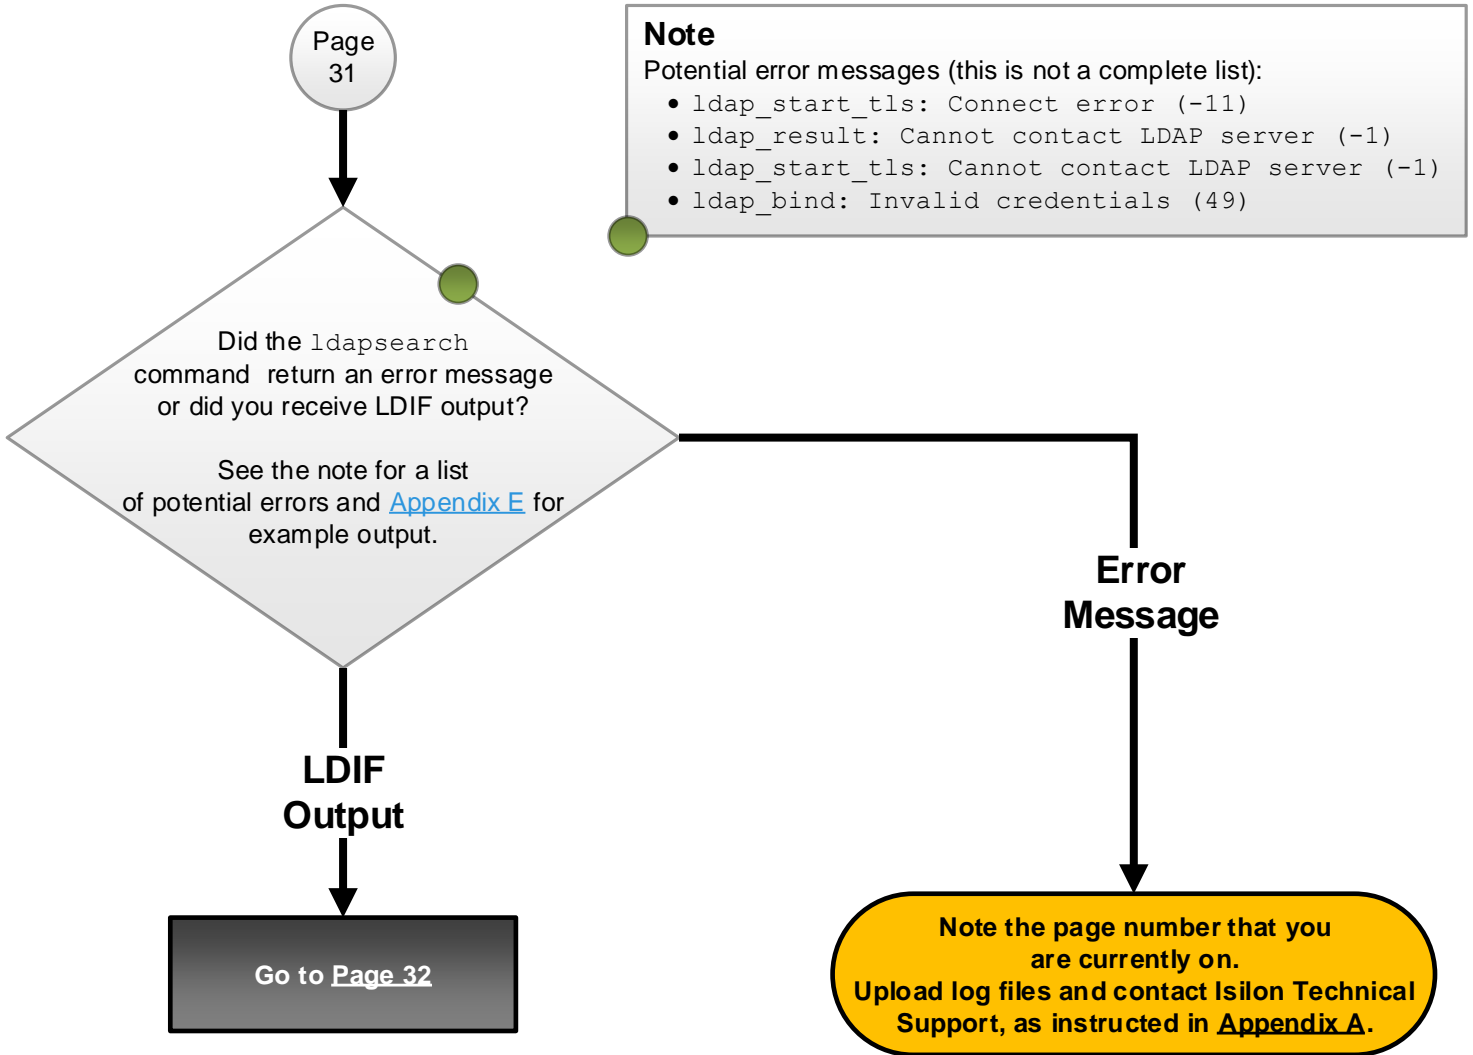 Page
31
Note
Potential error messages (this is not a complete list):
• ldap_start_tls: Connect error (-11)
• ldap_result: Cannot contact LDAP server (-1)
• ldap_start_tls: Cannot contact LDAP server (-1)
• ldap_bind: Invalid credentials (49)
Did the ldapsearch
command return an error message
or did you receive LDIF output?
See the note for a list
of potential errors and Appendix E for
example output.
Error
Message
LDIF
Output
Go to Page 32
Note the page number that you
are currently on.
Upload log files and contact Isilon Technical
Support, as instructed in Appendix A.